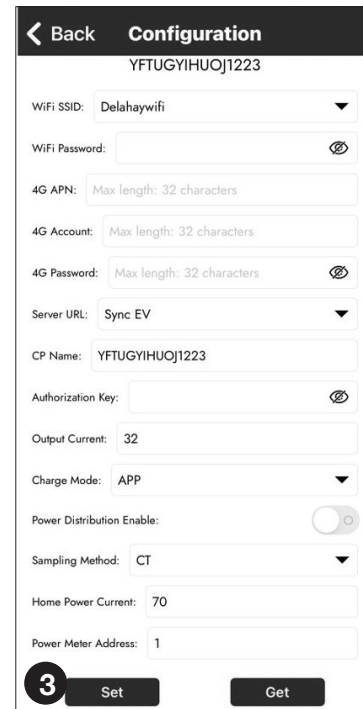 Back Configuration
YFTUGYIHUOJ1223
WiFi SSID: Delahaywifi
WiFi Password:
4G APN: Max length: 32 characters
4G Account: Max length: 32 characters
4G Password: Max length: 32 characters
Server URL: Sync EV
CP Name: YFTUGYIHUOJ1223
Authorization Key:
Output Current: 32
Charge Mode: APP
Power Distribution Enable:
Sampling Method: CT
Home Power Current: 70
Power Meter Address: 1
3 Set Get